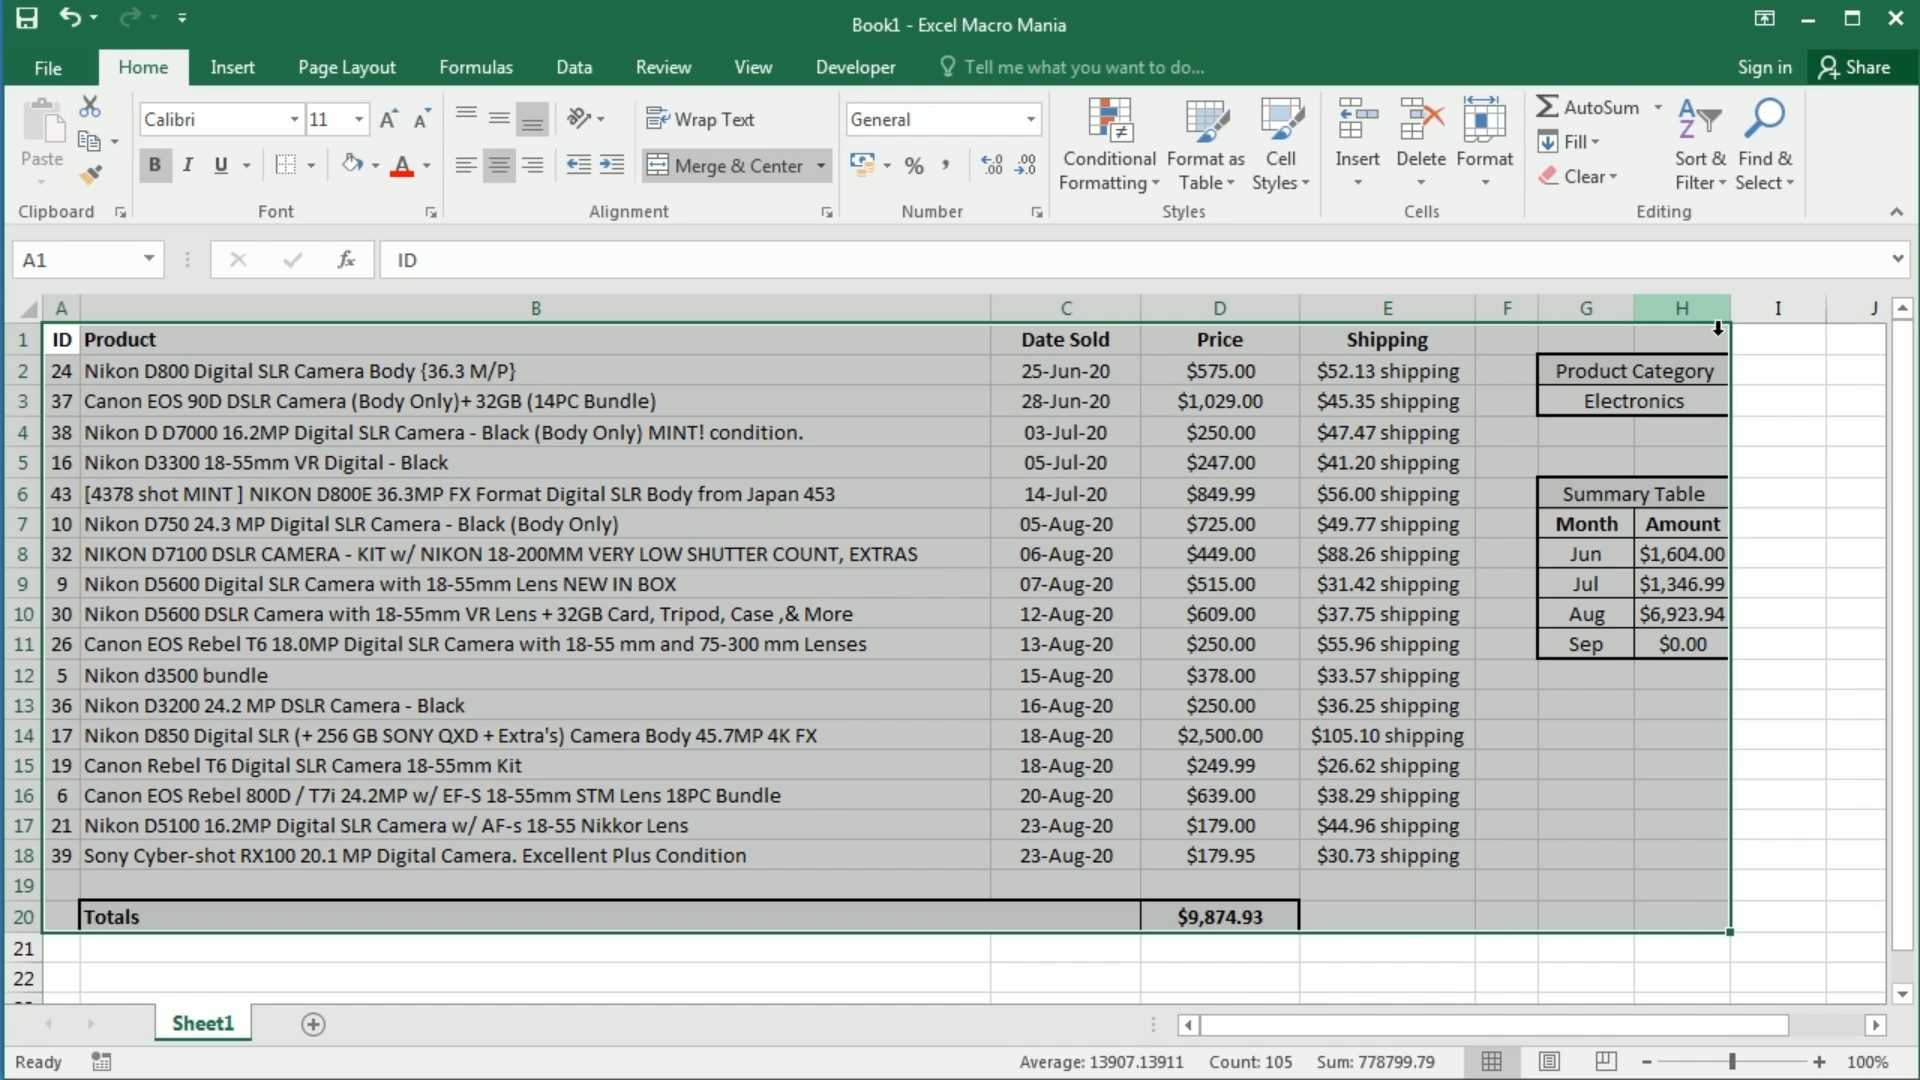 Book1 - Excel Macro Mania
File Home Insert Page Layout Formulas Data Review View Developer Tell me what you want to do... Sign in Share
Paste
Clipboard
Calibri 11
B I U
Font
Wrap Text
Merge & Center
Alignment
General
% ,
Number
Conditional Formatting
Format as Table
Cell Styles
Styles
Insert Delete Format
Cells
AutoSum
Fill
Clear
Sort & Filter
Find & Select
Editing
A1 fx ID
A B C D E F G H I J
1 ID Product Date Sold Price Shipping
2 24 Nikon D800 Digital SLR Camera Body {36.3 M/P} 25-Jun-20 $575.00 $52.13 shipping Product Category
3 37 Canon EOS 90D DSLR Camera (Body Only)+ 32GB (14PC Bundle) 28-Jun-20 $1,029.00 $45.35 shipping Electronics
4 38 Nikon D D7000 16.2MP Digital SLR Camera - Black (Body Only) MINT! condition. 03-Jul-20 $250.00 $47.47 shipping
5 16 Nikon D3300 18-55mm VR Digital - Black 05-Jul-20 $247.00 $41.20 shipping
6 43 [4378 shot MINT ] NIKON D800E 36.3MP FX Format Digital SLR Body from Japan 453 14-Jul-20 $849.99 $56.00 shipping Summary Table
7 10 Nikon D750 24.3 MP Digital SLR Camera - Black (Body Only) 05-Aug-20 $725.00 $49.77 shipping Month Amount
8 32 NIKON D7100 DSLR CAMERA - KIT w/ NIKON 18-200MM VERY LOW SHUTTER COUNT, EXTRAS 06-Aug-20 $449.00 $88.26 shipping Jun $1,604.00
9 9 Nikon D5600 Digital SLR Camera with 18-55mm Lens NEW IN BOX 07-Aug-20 $515.00 $31.42 shipping Jul $1,346.99
10 30 Nikon D5600 DSLR Camera with 18-55mm VR Lens + 32GB Card, Tripod, Case ,& More 12-Aug-20 $609.00 $37.75 shipping Aug $6,923.94
11 26 Canon EOS Rebel T6 18.0MP Digital SLR Camera with 18-55 mm and 75-300 mm Lenses 13-Aug-20 $250.00 $55.96 shipping Sep $0.00
12 5 Nikon d3500 bundle 15-Aug-20 $378.00 $33.57 shipping
13 36 Nikon D3200 24.2 MP DSLR Camera - Black 16-Aug-20 $250.00 $36.25 shipping
14 17 Nikon D850 Digital SLR (+ 256 GB SONY QXD + Extra's) Camera Body 45.7MP 4K FX 18-Aug-20 $2,500.00 $105.10 shipping
15 19 Canon Rebel T6 Digital SLR Camera 18-55mm Kit 18-Aug-20 $249.99 $26.62 shipping
16 6 Canon EOS Rebel 800D / T7i 24.2MP w/ EF-S 18-55mm STM Lens 18PC Bundle 20-Aug-20 $639.00 $38.29 shipping
17 21 Nikon D5100 16.2MP Digital SLR Camera w/ AF-s 18-55 Nikkor Lens 23-Aug-20 $179.00 $44.96 shipping
18 39 Sony Cyber-shot RX100 20.1 MP Digital Camera. Excellent Plus Condition 23-Aug-20 $179.95 $30.73 shipping
19
20 Totals $9,874.93
21
22
Sheet1
Ready Average: 13907.13911 Count: 105 Sum: 778799.79 100%